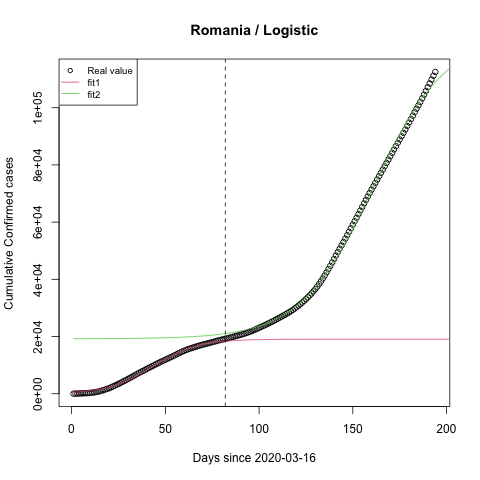 Romania / Logistic
Real value
fit1
fit2
Cumulative Confirmed cases
0e+00 2e+04 4e+04 6e+04 8e+04 1e+05
0 50 100 150 200
Days since 2020-03-16